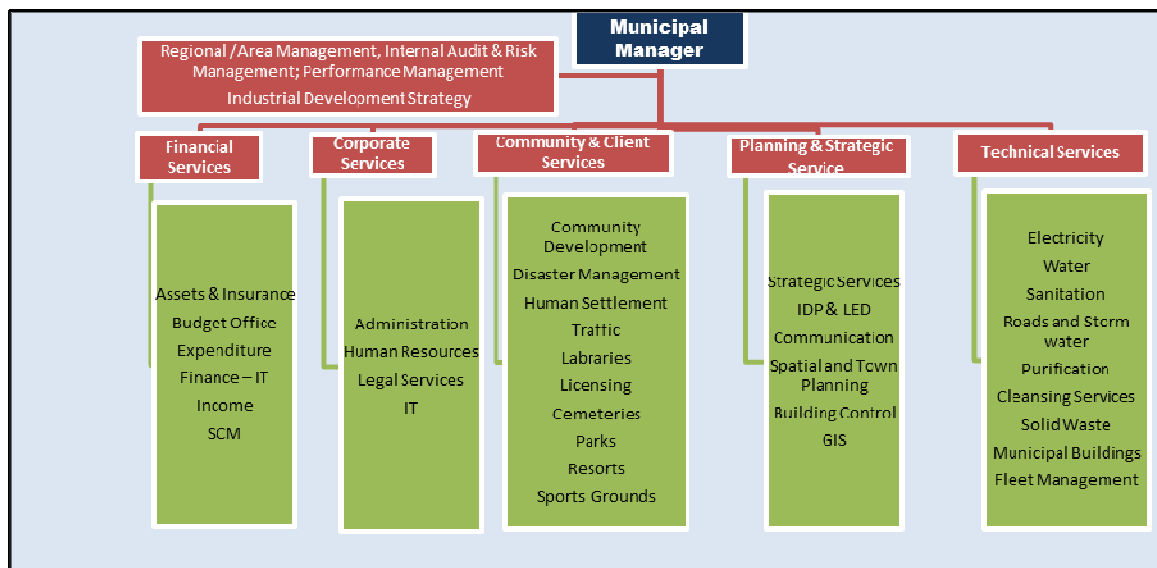 Municipal
Manager
Regional /Area Management, Internal Audit & Risk
Management; Performance Management
Industrial Development Strategy
Financial
Services
Corporate
Services
Community & Client
Services
Planning & Strategic
Service
Technical Services
Assets & Insurance
Budget Office
Expenditure
Finance – IT
Income
SCM
Administration
Human Resources
Legal Services
IT
Community
Development
Disaster Management
Human Settlement
Traffic
Labraries
Licensing
Cemeteries
Parks
Resorts
Sports Grounds
Strategic Services
IDP & LED
Communication
Spatial and Town
Planning
Building Control
GIS
Electricity
Water
Sanitation
Roads and Storm
water
Purification
Cleansing Services
Solid Waste
Municipal Buildings
Fleet Management